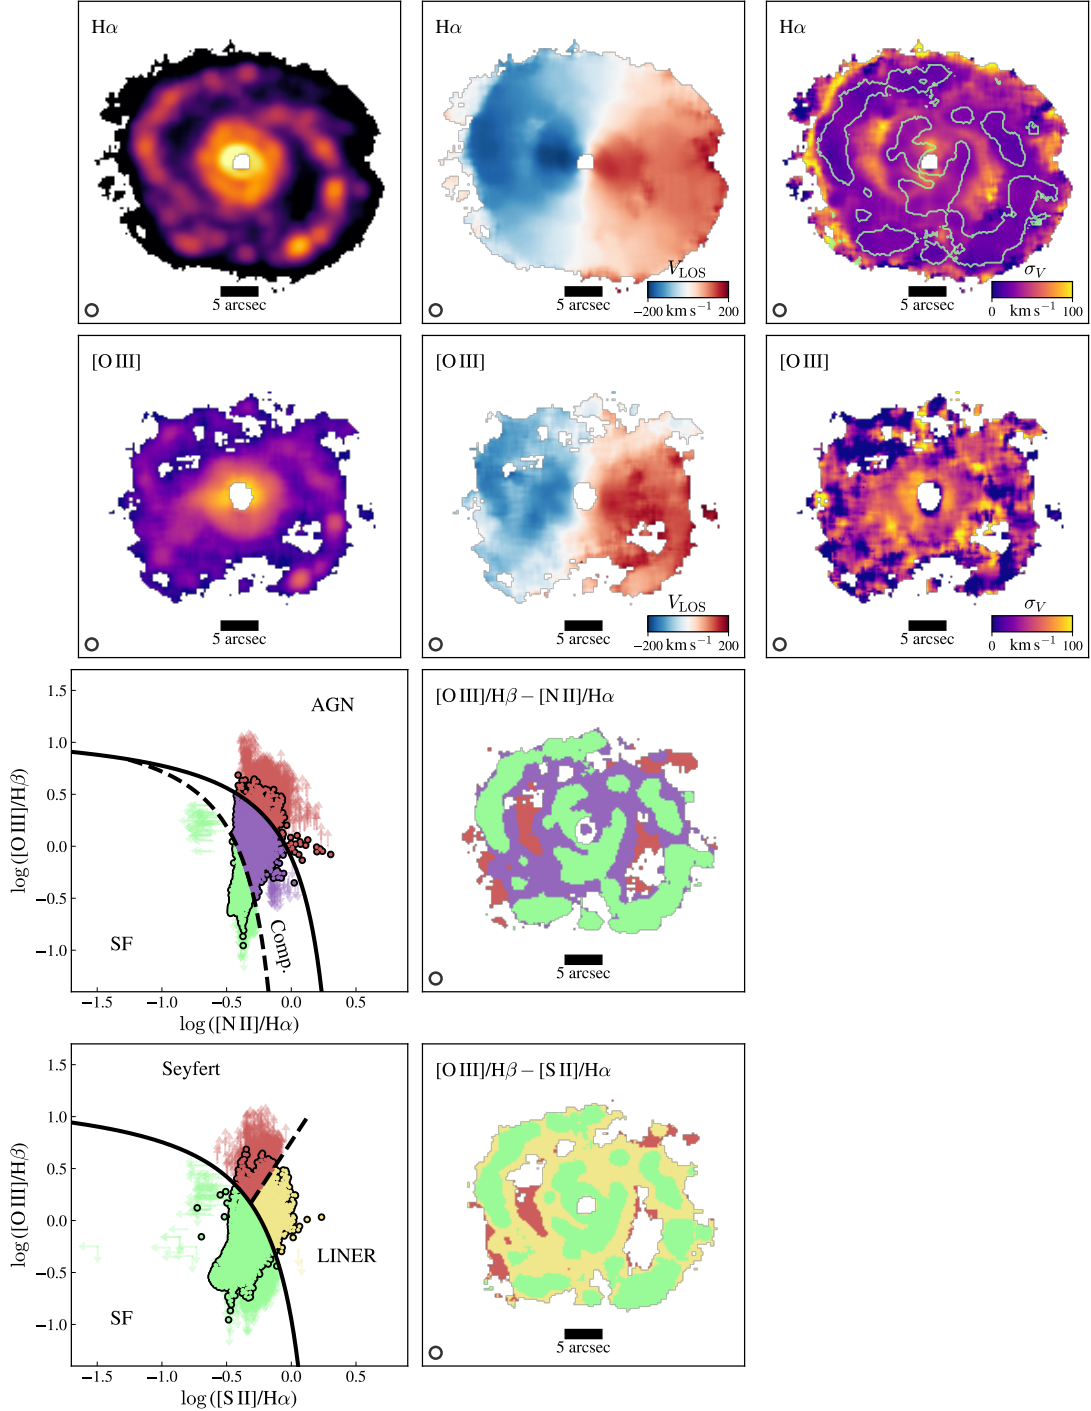 Hα
5 arcsec
Hα
V_LOS
−200 km s⁻¹ 200
5 arcsec
Hα
σ_V
0 km s⁻¹ 100
5 arcsec
[O III]
5 arcsec
[O III]
V_LOS
−200 km s⁻¹ 200
5 arcsec
[O III]
σ_V
0 km s⁻¹ 100
5 arcsec
log ([O III]/Hβ)
1.5
1.0
0.5
0.0
−0.5
−1.0
AGN
SF
Comp.
−1.5 −1.0 −0.5 0.0 0.5
log ([N II]/Hα)
[O III]/Hβ − [N II]/Hα
5 arcsec
log ([O III]/Hβ)
1.5
1.0
0.5
0.0
−0.5
−1.0
Seyfert
LINER
SF
−1.5 −1.0 −0.5 0.0 0.5
log ([S II]/Hα)
[O III]/Hβ − [S II]/Hα
5 arcsec